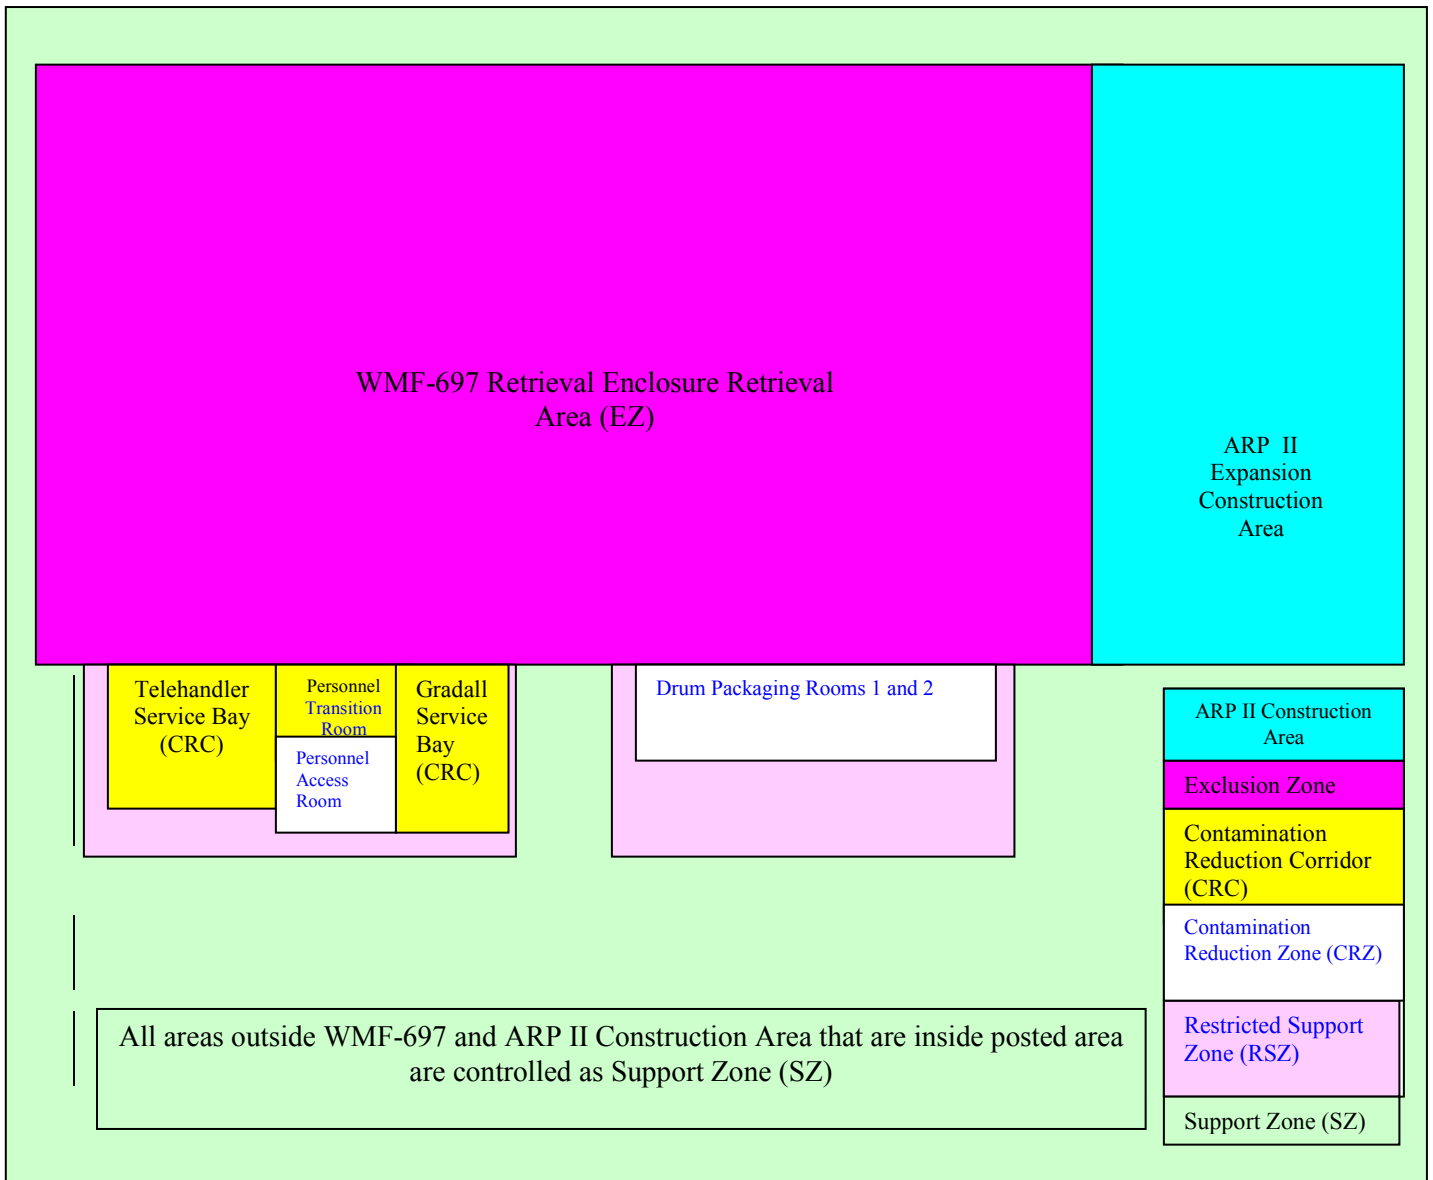 WMF-697 Retrieval Enclosure Retrieval
Area (EZ)
ARP II
Expansion
Construction
Area
Telehandler
Service Bay
(CRC)
Personnel
Transition
Room
Personnel
Access
Room
Gradall
Service
Bay
(CRC)
Drum Packaging Rooms 1 and 2
ARP II Construction
Area
Exclusion Zone
Contamination
Reduction Corridor
(CRC)
Contamination
Reduction Zone (CRZ)
Restricted Support
Zone (RSZ)
Support Zone (SZ)
All areas outside WMF-697 and ARP II Construction Area that are inside posted area
are controlled as Support Zone (SZ)